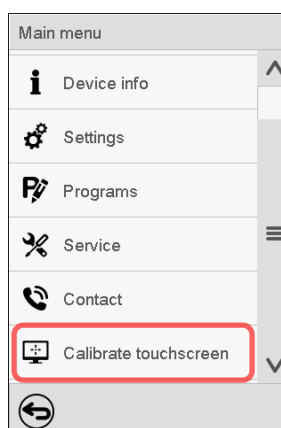 Main menu
Device info
Settings
Programs
Service
Contact
Calibrate touchscreen